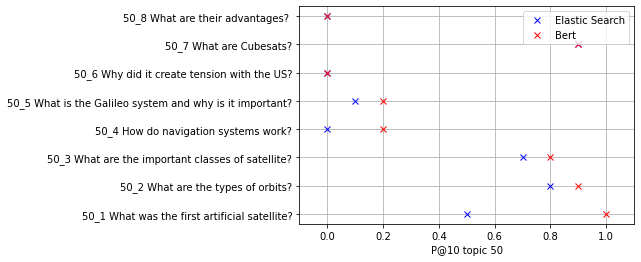 50_8 What are their advantages?
50_7 What are Cubesats?
50_6 Why did it create tension with the US?
50_5 What is the Galileo system and why is it important?
50_4 How do navigation systems work?
50_3 What are the important classes of satellite?
50_2 What are the types of orbits?
50_1 What was the first artificial satellite?
Elastic Search
Bert
0.0 0.2 0.4 0.6 0.8 1.0
P@10 topic 50